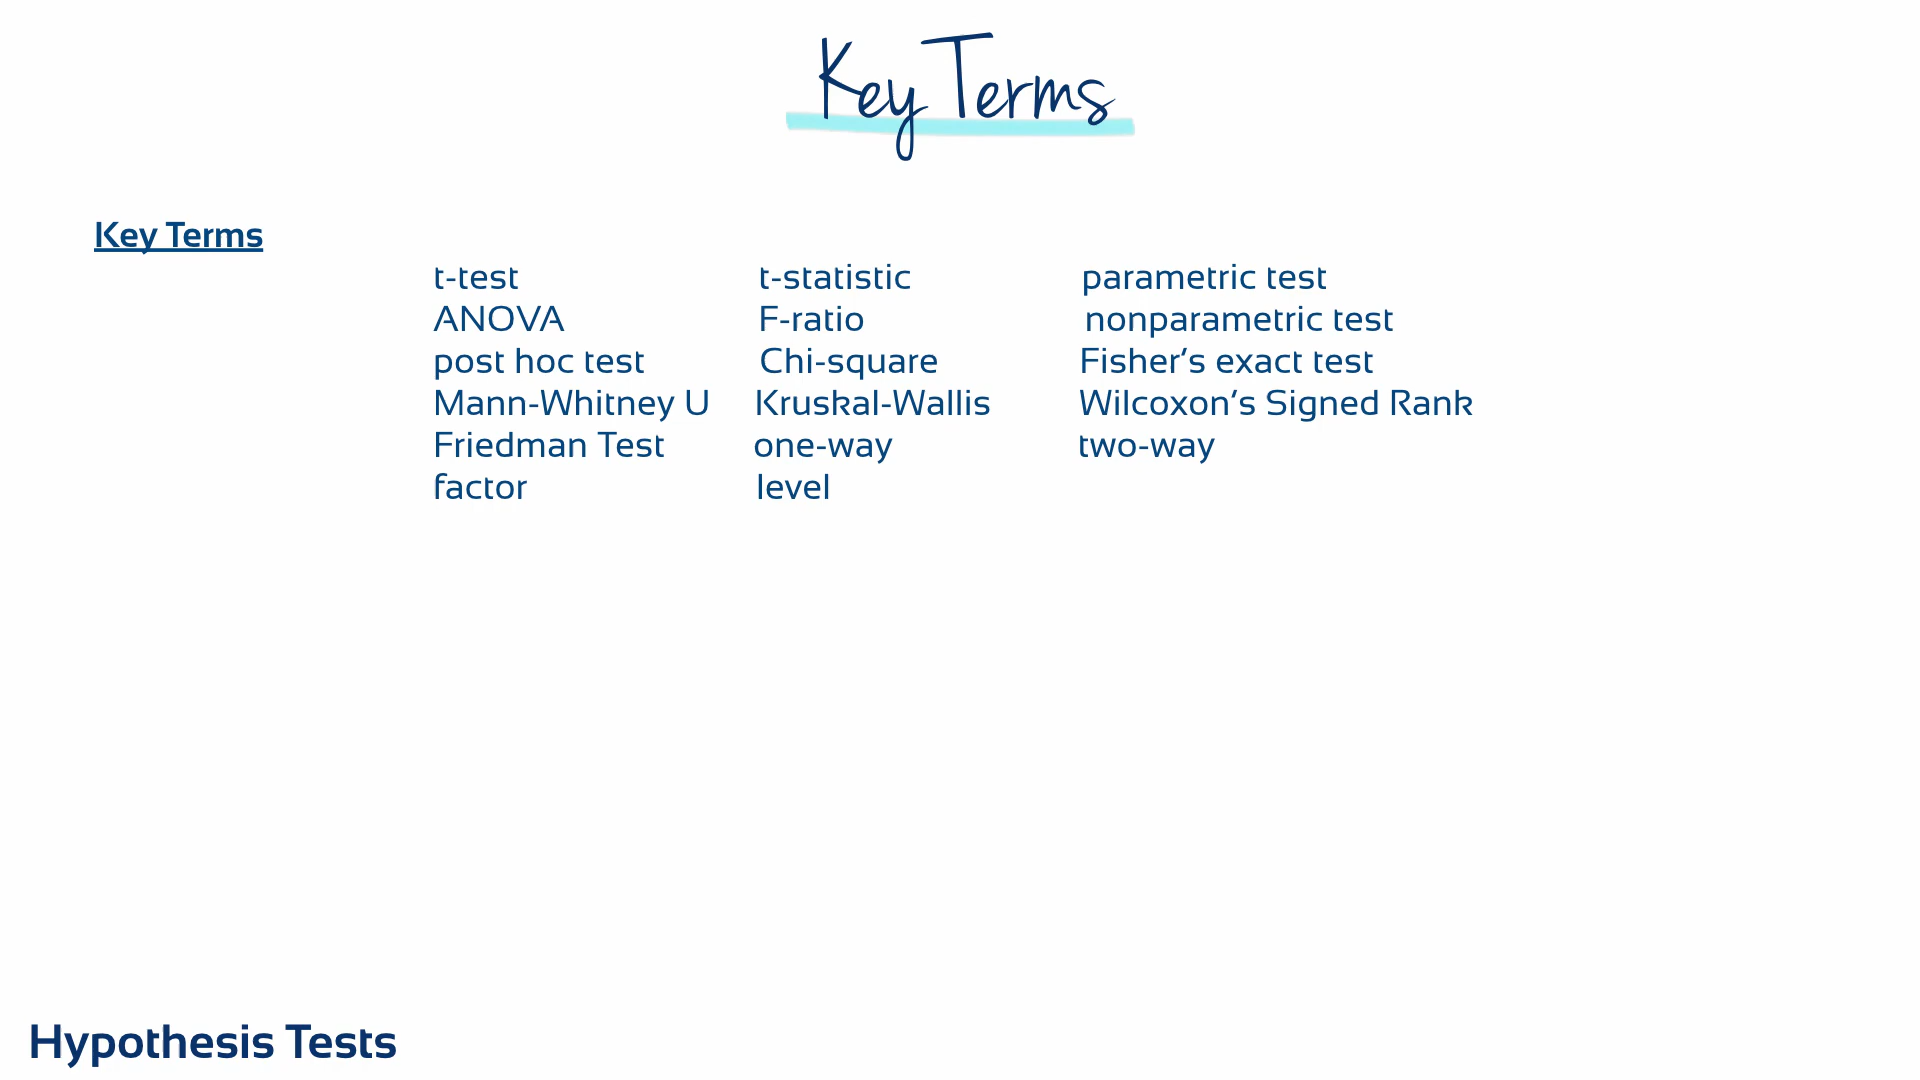 Key Terms
Key Terms
t-test t-statistic parametric test
ANOVA F-ratio nonparametric test
post hoc test Chi-square Fisher's exact test
Mann-Whitney U Kruskal-Wallis Wilcoxon's Signed Rank
Friedman Test one-way two-way
factor level
Hypothesis Tests